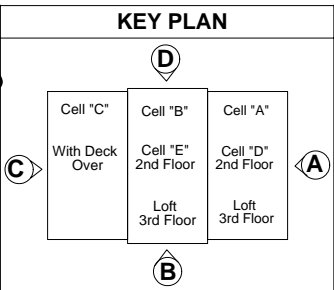 KEY PLAN
D
Cell "C"
Cell "B"
Cell "A"
With Deck
Over
Cell "E"
2nd Floor
Cell "D"
2nd Floor
C
A
Loft
3rd Floor
Loft
3rd Floor
B